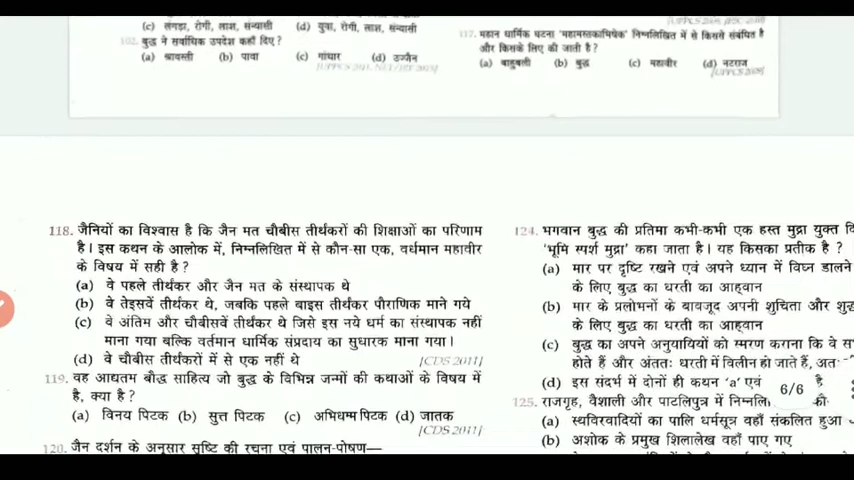 (c) लंगड़ा, रोगी, लाश, संन्यासी (d) युवा, रोगी, लाश, संन्यासी
102. बुद्ध ने सर्वाधिक उपदेश कहाँ दिए?
(a) श्रावस्ती (b) पावा (c) गांधार (d) उज्जैन
117. महान धार्मिक घटना 'महामस्तकाभिषेक' निम्नलिखित में से किससे संबंधित है
और किसके लिए की जाती है?
(a) बाहुबली (b) बुद्ध (c) महावीर (d) नटराज
118. जैनियों का विश्वास है कि जैन मत चौबीस तीर्थंकरों की शिक्षाओं का परिणाम
है। इस कथन के आलोक में, निम्नलिखित में से कौन-सा एक, वर्धमान महावीर
के विषय में सही है?
(a) वे पहले तीर्थंकर और जैन मत के संस्थापक थे
(b) वे तेइसवें तीर्थंकर थे, जबकि पहले बाइस तीर्थंकर पौराणिक माने गये
(c) वे अंतिम और चौबीसवें तीर्थंकर थे जिसे इस नये धर्म का संस्थापक नहीं
माना गया बल्कि वर्तमान धार्मिक संप्रदाय का सुधारक माना गया।
(d) वे चौबीस तीर्थंकरों में से एक नहीं थे [CDS 2011]
119. वह आद्यतम बौद्ध साहित्य जो बुद्ध के विभिन्न जन्मों की कथाओं के विषय में
है, क्या है?
(a) विनय पिटक (b) सुत्त पिटक (c) अभिधम्म पिटक (d) जातक
[CDS 2011]
120. जैन दर्शन के अनुसार सृष्टि की रचना एवं पालन-पोषण—
124. भगवान बुद्ध की प्रतिमा कभी-कभी एक हस्त मुद्रा युक्त
'भूमि स्पर्श मुद्रा' कहा जाता है। यह किसका प्रतीक है ?
(a) मार पर दृष्टि रखने एवं अपने ध्यान में विघ्न डालने
के लिए बुद्ध का धरती का आह्वान
(b) मार के प्रलोभनों के बावजूद अपनी शुचिता और
के लिए बुद्ध का धरती का आह्वान
(c) बुद्ध का अपने अनुयायियों को स्मरण कराना कि वे
होते हैं और अंततः धरती में विलीन हो जाते हैं,
(d) इस संदर्भ में दोनों ही कथन 'a' एवं
6/6
125. राजगृह, वैशाली और पाटलिपुत्र में
(a) स्थविरवादियों का पालि धर्मसूत्र वहाँ संकलित हुआ
(b) अशोक के प्रमुख शिलालेख वहाँ पाए गए